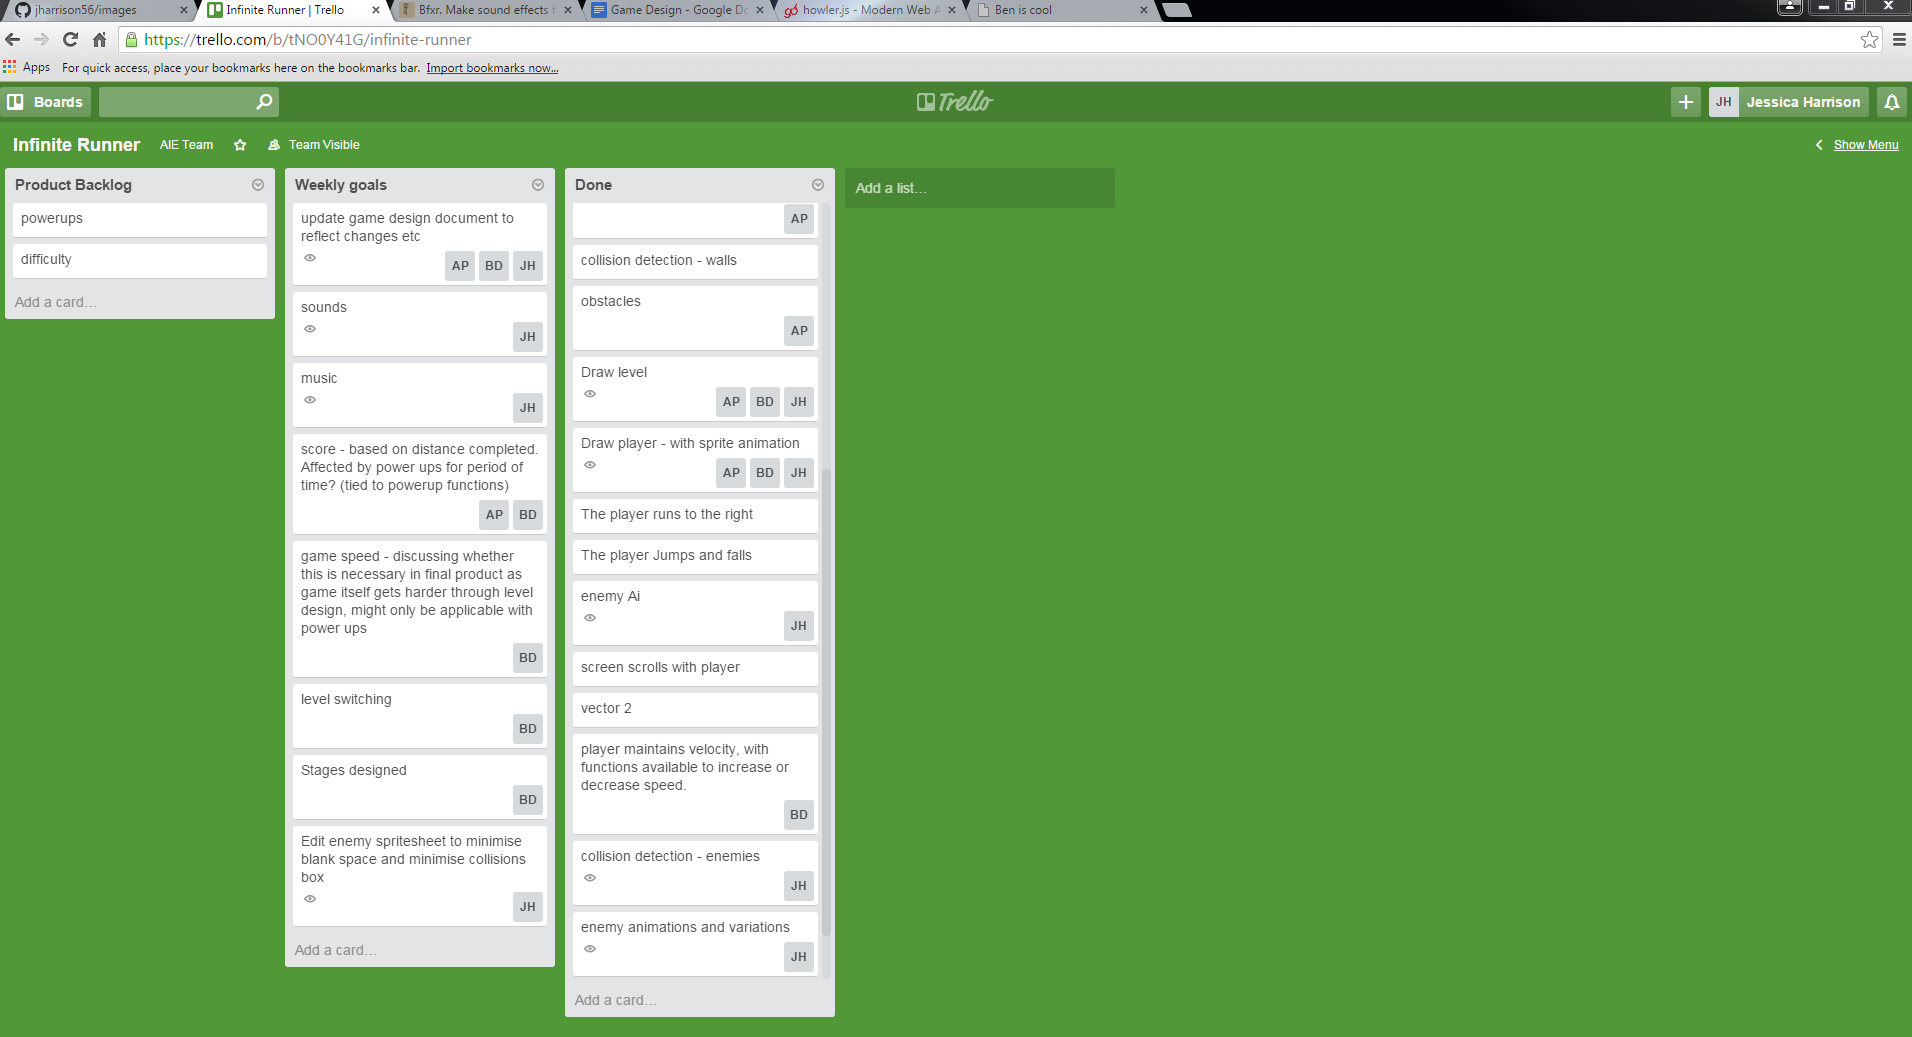 jharrison56/images
Infinite Runner | Trello
Bfxr. Make sound effects f
Game Design - Google Do
howler.js - Modern Web A
Ben is cool
https://trello.com/b/tNO0Y41G/infinite-runner
Apps For quick access, place your bookmarks here on the bookmarks bar. Import bookmarks now...
Boards
Trello
JH Jessica Harrison
Infinite Runner AIE Team Team Visible
Show Menu
Product Backlog
powerups
difficulty
Add a card…
Weekly goals
update game design document to
reflect changes etc
AP BD JH
sounds
JH
music
JH
score - based on distance completed.
Affected by power ups for period of
time? (tied to powerup functions)
AP BD
game speed - discussing whether
this is necessary in final product as
game itself gets harder through level
design, might only be applicable with
power ups
BD
level switching
BD
Stages designed
BD
Edit enemy spritesheet to minimise
blank space and minimise collisions
box
JH
Add a card…
Done
AP
collision detection - walls
obstacles
AP
Draw level
AP BD JH
Draw player - with sprite animation
AP BD JH
The player runs to the right
The player Jumps and falls
enemy Ai
JH
screen scrolls with player
vector 2
player maintains velocity, with
functions available to increase or
decrease speed.
BD
collision detection - enemies
JH
enemy animations and variations
JH
Add a card…
Add a list…